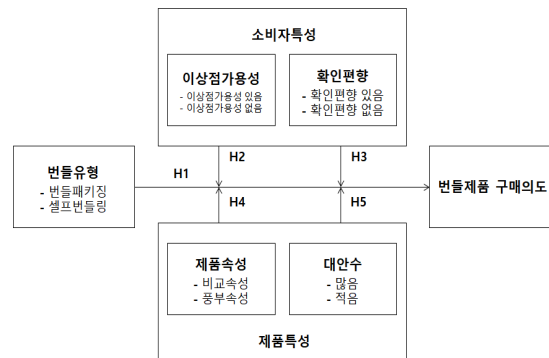 소비자특성
이상점가용성
- 이상점가용성 있음
- 이상점가용성 없음
확인편향
- 확인편향 있음
- 확인편향 없음
번들유형
- 번들패키징
- 셀프번들링
H1
H2
H3
H4
H5
번들제품 구매의도
제품속성
- 비교속성
- 풍부속성
대안수
- 많음
- 적음
제품특성